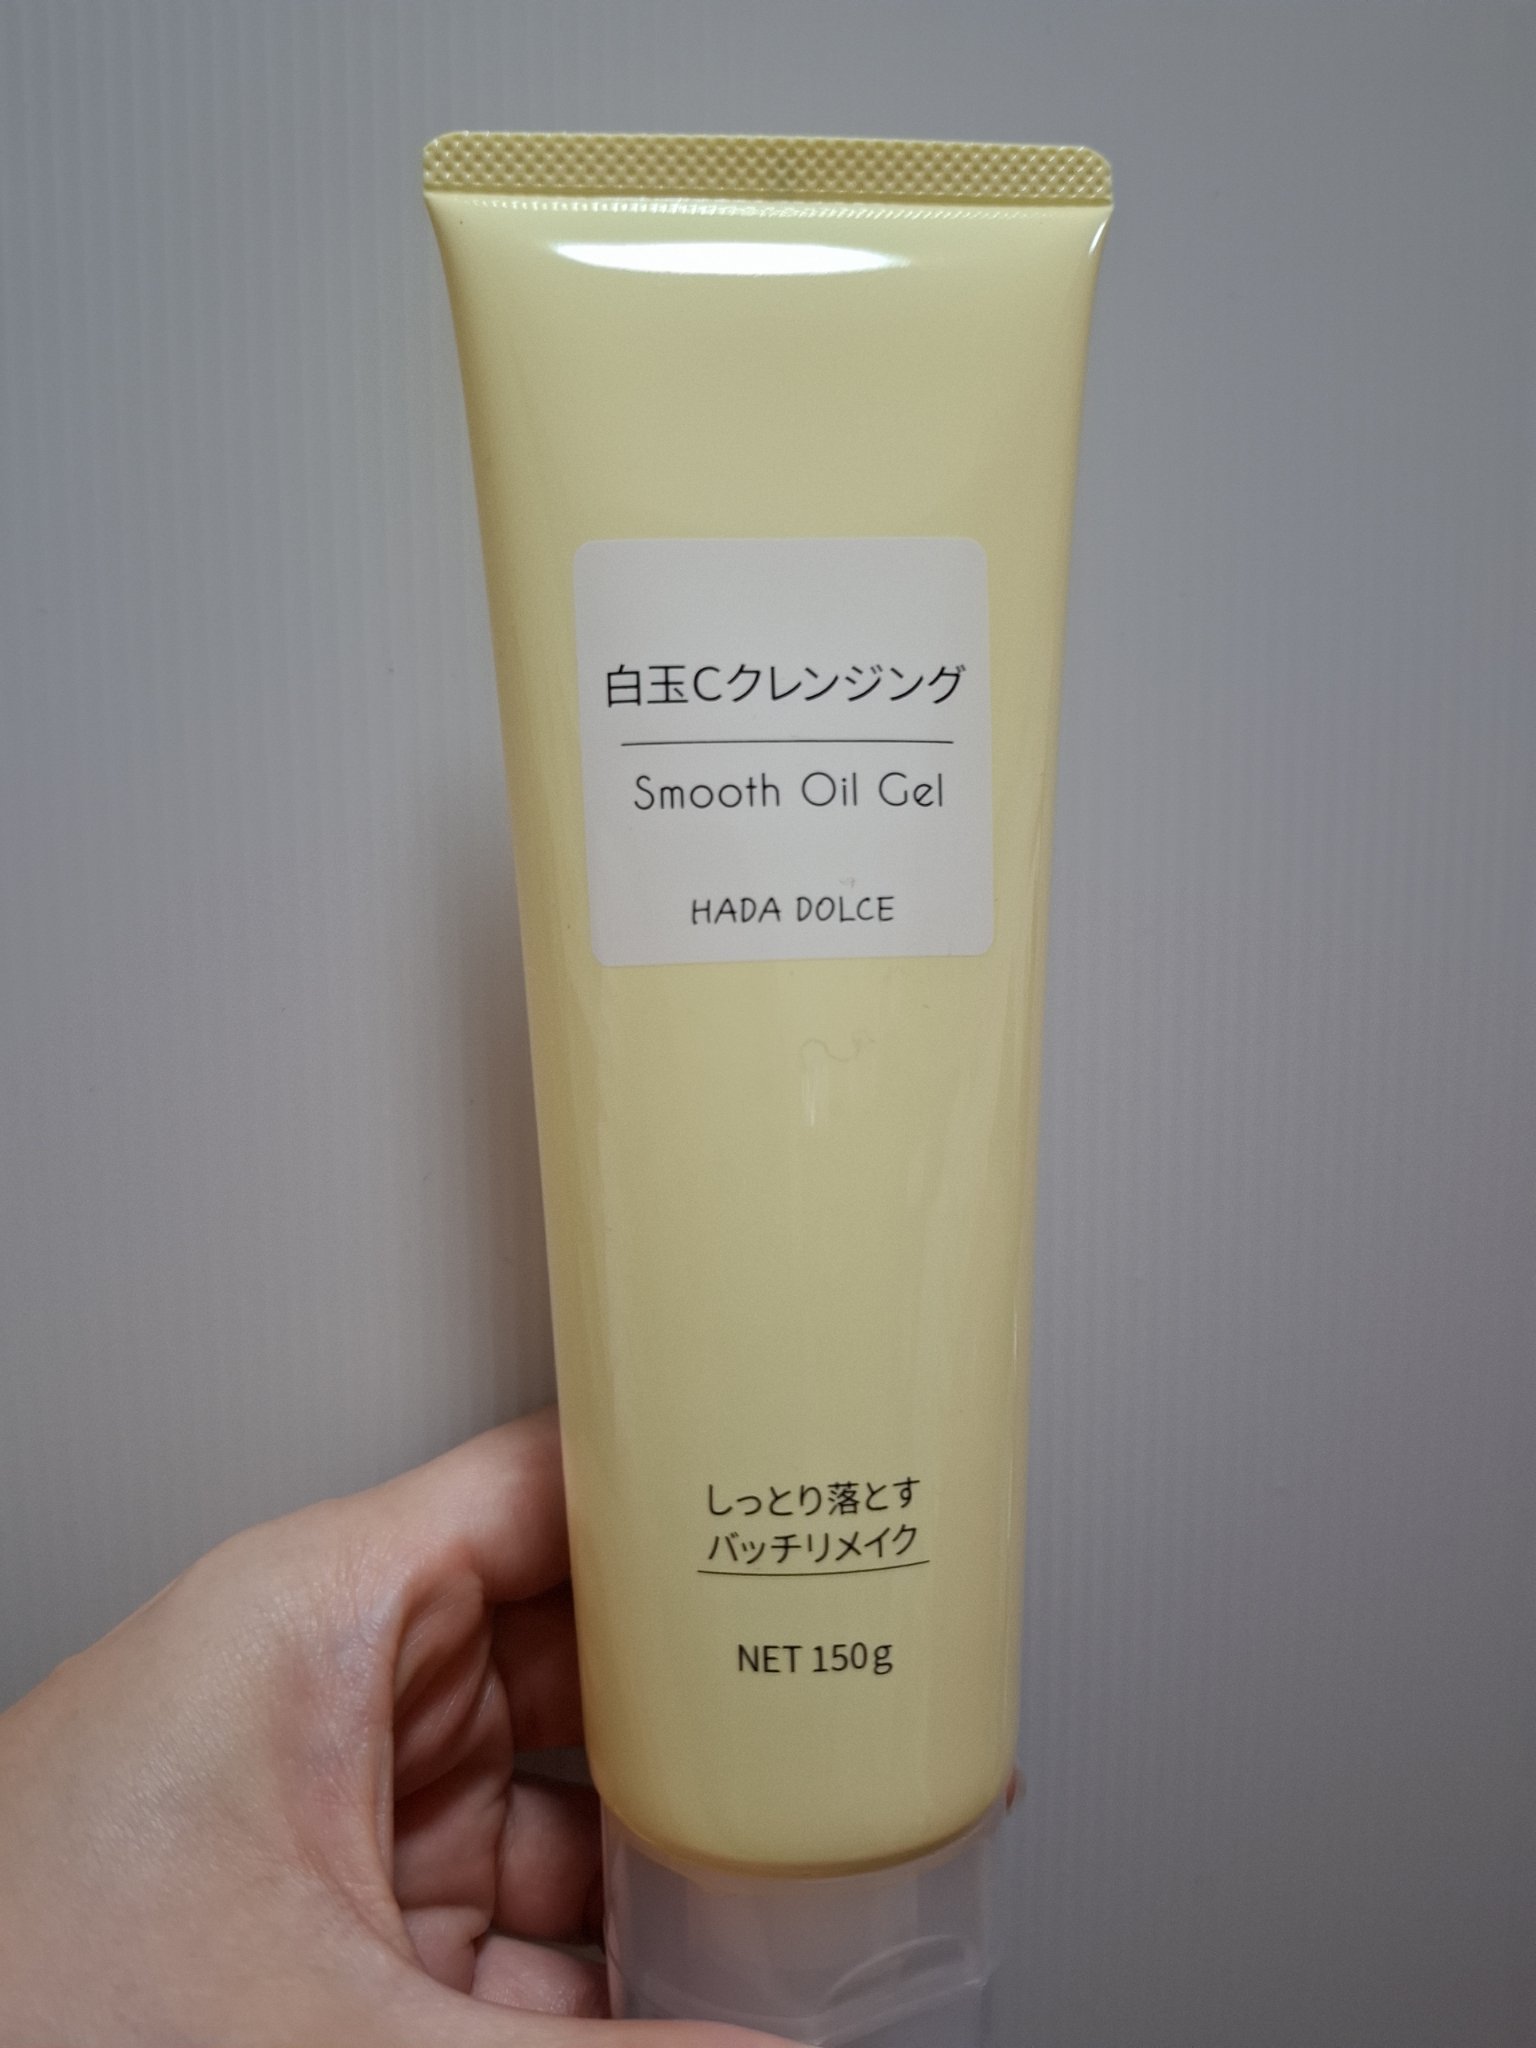 白玉Cクレンジング
Smooth Oil Gel
HADA DOLCE
しっとり落とす
バッチリメイク
NET 150g